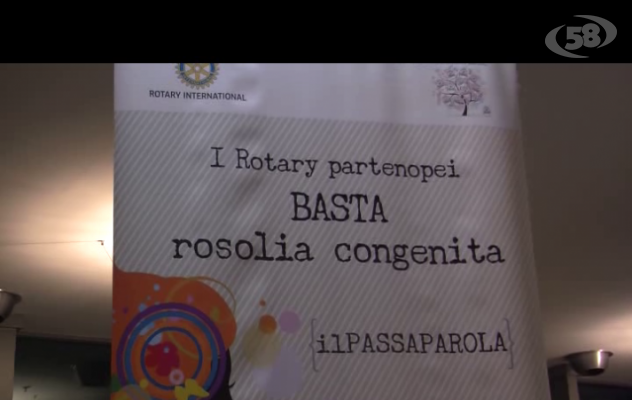 58
ROTARY INTERNATIONAL
I Rotary partenopei
BASTA
rosolia congenita
{ilPASSAPAROLA}